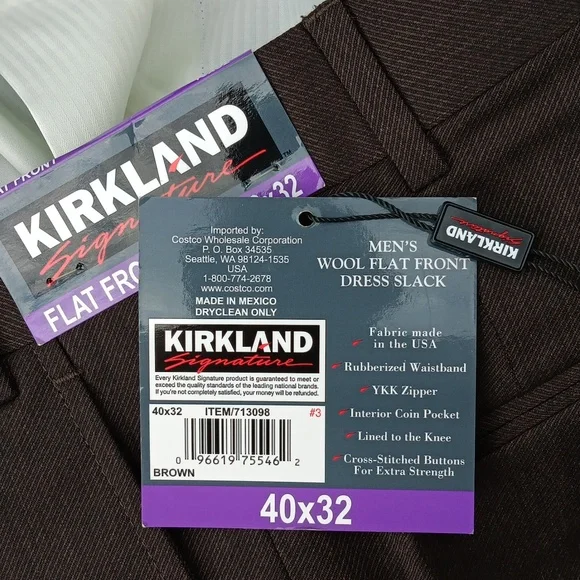 AT FRONT
KIRKLAND
Signature™
40x32
FLAT FRO
Imported by:
Costco Wholesale Corporation
P. O. Box 34535
Seattle, WA 98124-1535
USA
1-800-774-2678
www.costco.com
MADE IN MEXICO
DRYCLEAN ONLY
KIRKLAND
Signature
Every Kirkland Signature product is guaranteed to meet or
exceed the quality standards of the leading national brands.
If you're not completely satisfied, your money will be refunded.
40x32 ITEM/713098 #3
0 96619 75546 2
BROWN
MEN'S
WOOL FLAT FRONT
DRESS SLACK
Fabric made
in the USA
Rubberized Waistband
YKK Zipper
Interior Coin Pocket
Lined to the Knee
Cross-Stitched Buttons
For Extra Strength
40x32
KIRKLAND
Signature